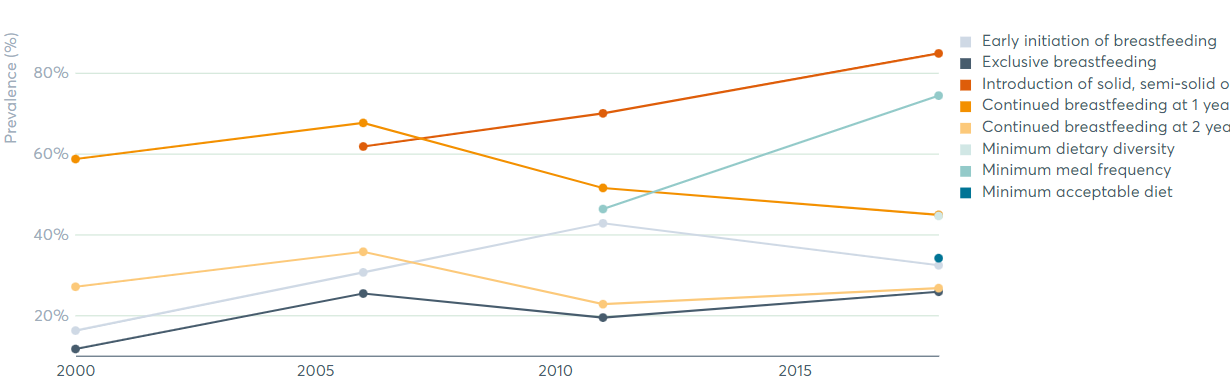 Prevalence (%)
80%
60%
40%
20%
2000
2005
2010
2015
Early initiation of breastfeeding
Exclusive breastfeeding
Introduction of solid, semi-solid o
Continued breastfeeding at 1 yea
Continued breastfeeding at 2 yea
Minimum dietary diversity
Minimum meal frequency
Minimum acceptable diet